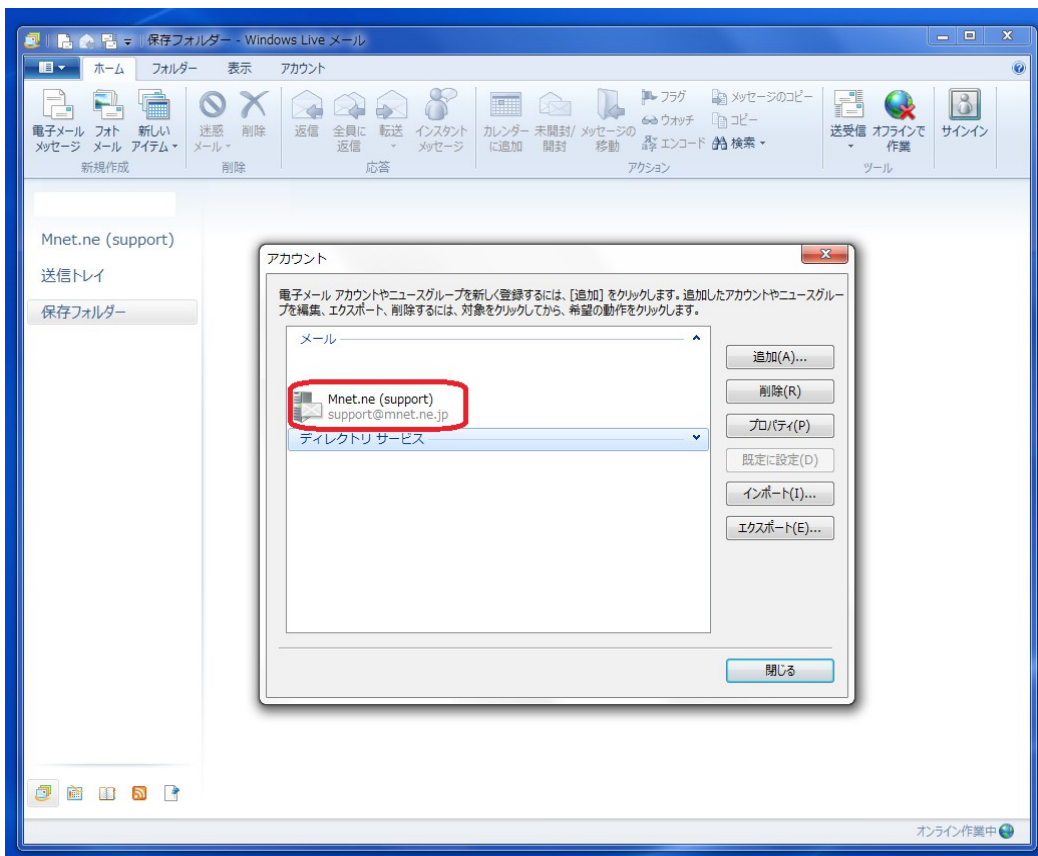 保存フォルダー - Windows Live メール
ホーム フォルダー 表示 アカウント
電子メール メッセージ
フォト メール
新しい アイテム
新規作成
迷惑 メール
削除
削除
返信
全員に 返信
転送
インスタント メッセージ
応答
カレンダー に追加
未開封/ 開封
メッセージの 移動
フラグ
ウォッチ
エンコード
メッセージのコピー
コピー
検索
アクション
送受信
オフラインで 作業
ツール
サインイン
Mnet.ne (support)
送信トレイ
保存フォルダー
アカウント
電子メール アカウントやニュースグループを新しく登録するには、[追加] をクリックします。追加したアカウントやニュースグルー
プを編集、エクスポート、削除するには、対象をクリックしてから、希望の動作をクリックします。
メール
Mnet.ne (support)
support@mnet.ne.jp
ディレクトリ サービス
追加(A)...
削除(R)
プロパティ(P)
既定に設定(D)
インポート(I)...
エクスポート(E)...
閉じる
オンライン作業中